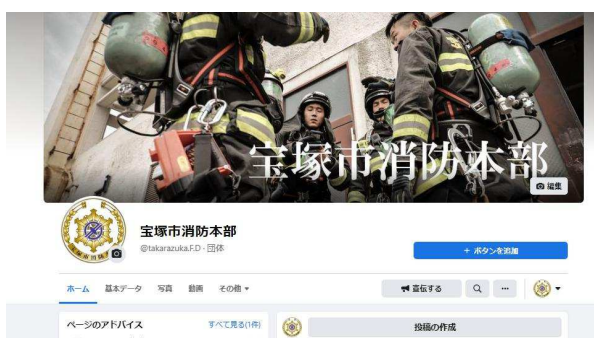 宝塚市消防本部
編集
宝塚市消防本部
@takarazuka.F.D · 団体
+ ボタンを追加
ホーム 基本データ 写真 動画 その他
宣伝する
ページのアドバイス すべて見る(1件)
投稿の作成